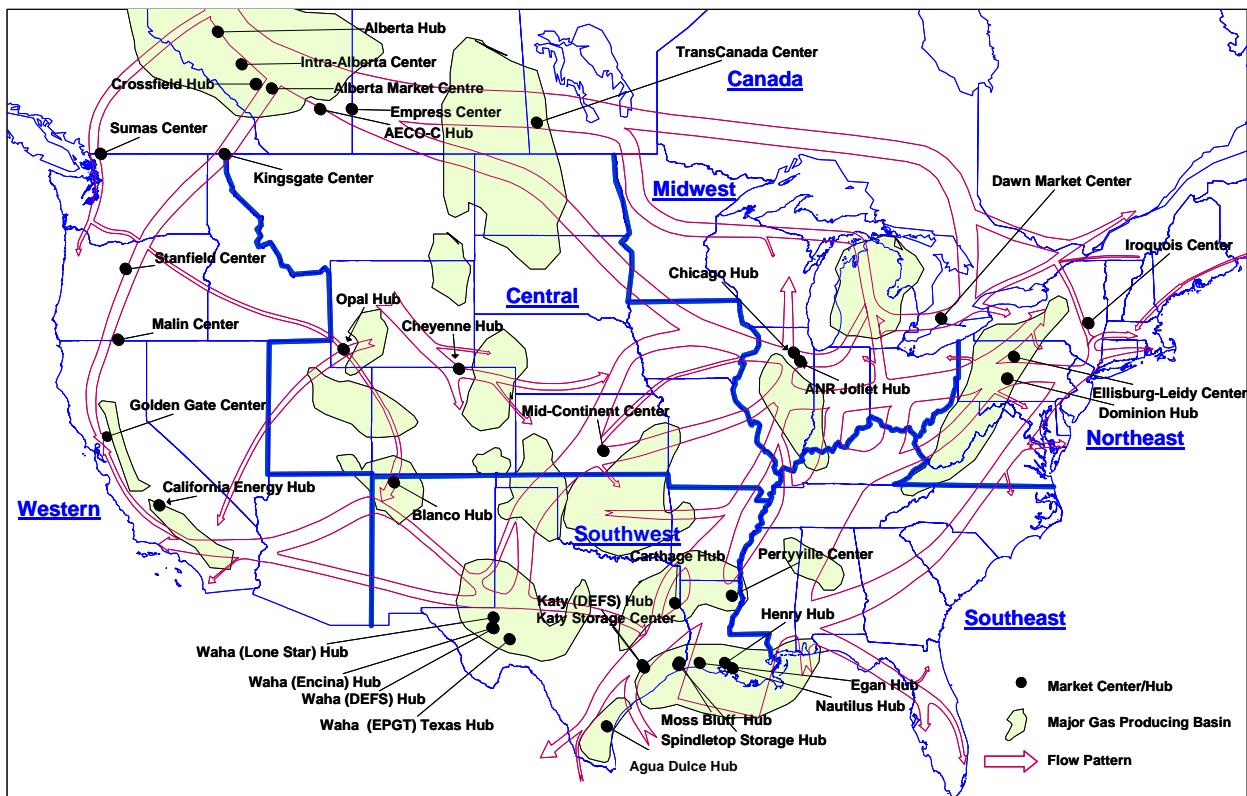 Alberta Hub
TransCanada Center
Intra-Alberta Center
Canada
Crossfield Hub
Alberta Market Centre
Empress Center
Sumas Center
AECO-C Hub
Kingsgate Center
Midwest
Dawn Market Center
Iroquois Center
Stanfield Center
Chicago Hub
Opal Hub
Central
Malin Center
Cheyenne Hub
ANR Joliet Hub
Ellisburg-Leidy Center
Golden Gate Center
Mid-Continent Center
Dominion Hub
Northeast
California Energy Hub
Western
Blanco Hub
Southwest
Carthage Hub
Perryville Center
Katy (DEFS) Hub
Katy Storage Center
Henry Hub
Southeast
Waha (Lone Star) Hub
Waha (Encina) Hub
Egan Hub
Market Center/Hub
Waha (DEFS) Hub
Nautilus Hub
Waha (EPGT) Texas Hub
Moss Bluff Hub
Major Gas Producing Basin
Spindletop Storage Hub
Agua Dulce Hub
Flow Pattern